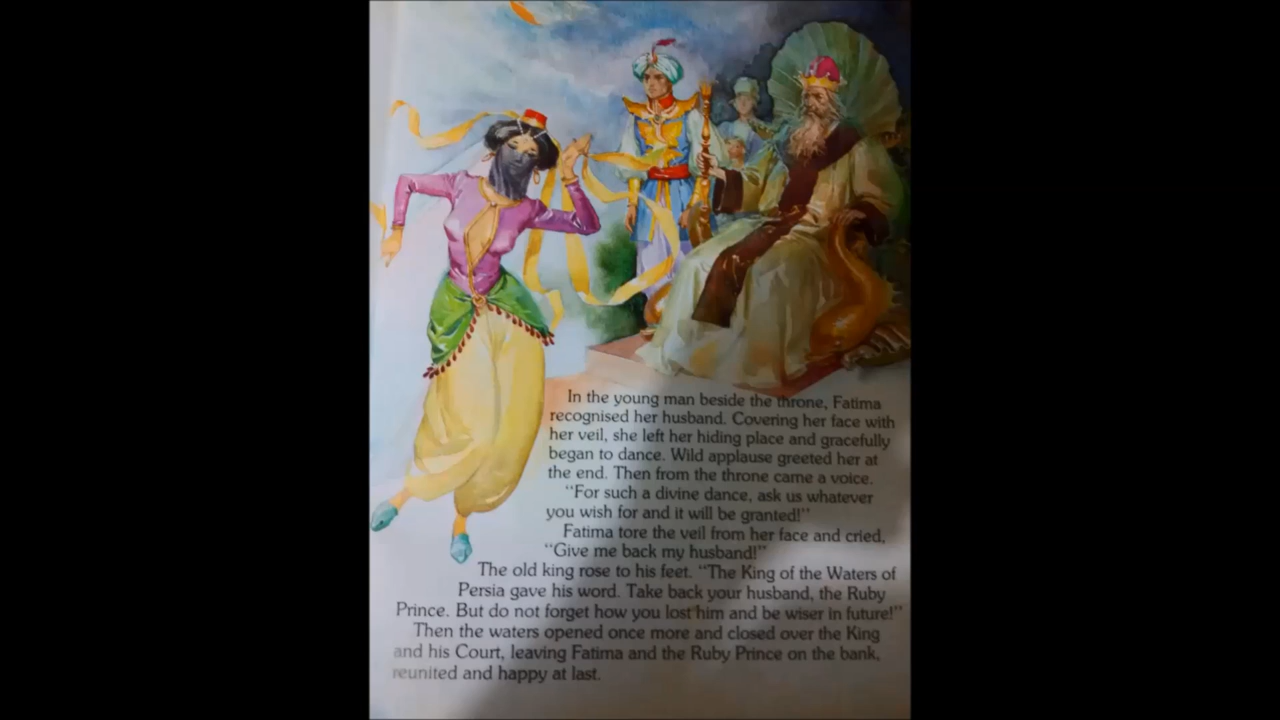 In the young man beside the throne, Fatima
recognised her husband. Covering her face with
her veil, she left her hiding place and gracefully
began to dance. Wild applause greeted her at
the end. Then from the throne came a voice.
“For such a divine dance, ask us whatever
you wish for and it will be granted!”
Fatima tore the veil from her face and cried,
“Give me back my husband!”
The old king rose to his feet. “The King of the Waters of
Persia gave his word. Take back your husband, the Ruby
Prince. But do not forget how you lost him and be wiser in future!”
Then the waters opened once more and closed over the King
and his Court, leaving Fatima and the Ruby Prince on the bank,
reunited and happy at last.